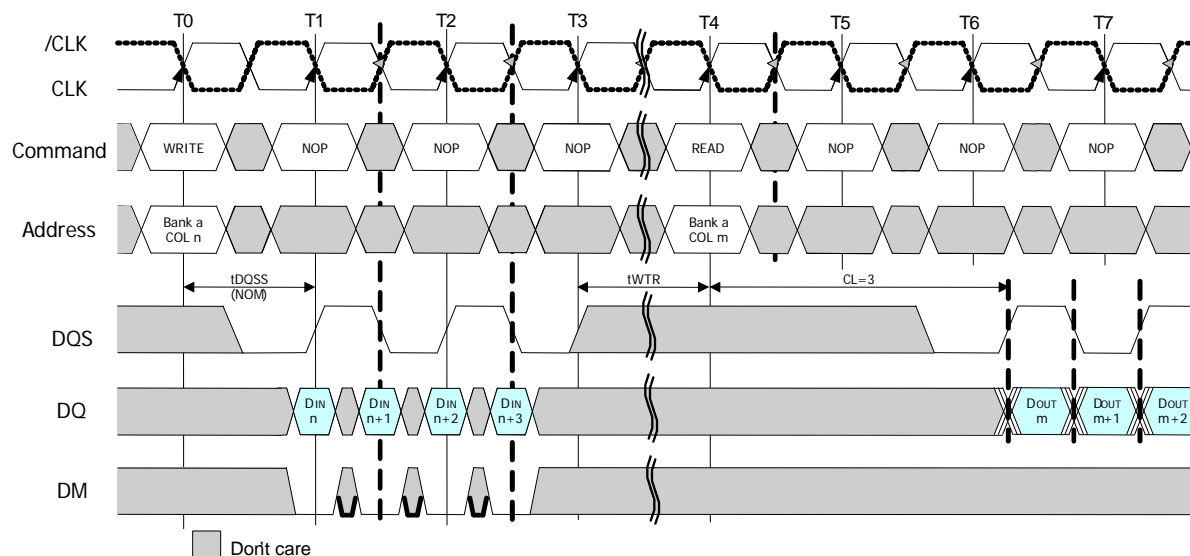 T0 T1 T2 T3 T4 T5 T6 T7
/CLK
CLK
Command WRITE NOP NOP NOP READ NOP NOP NOP
Address Bank a COL n Bank a COL m
tDQSS (NOM) tWTR CL=3
DQS
DQ DIN n DIN n+1 DIN n+2 DIN n+3 DOUT m DOUT m+1 DOUT m+2
DM
Don't care